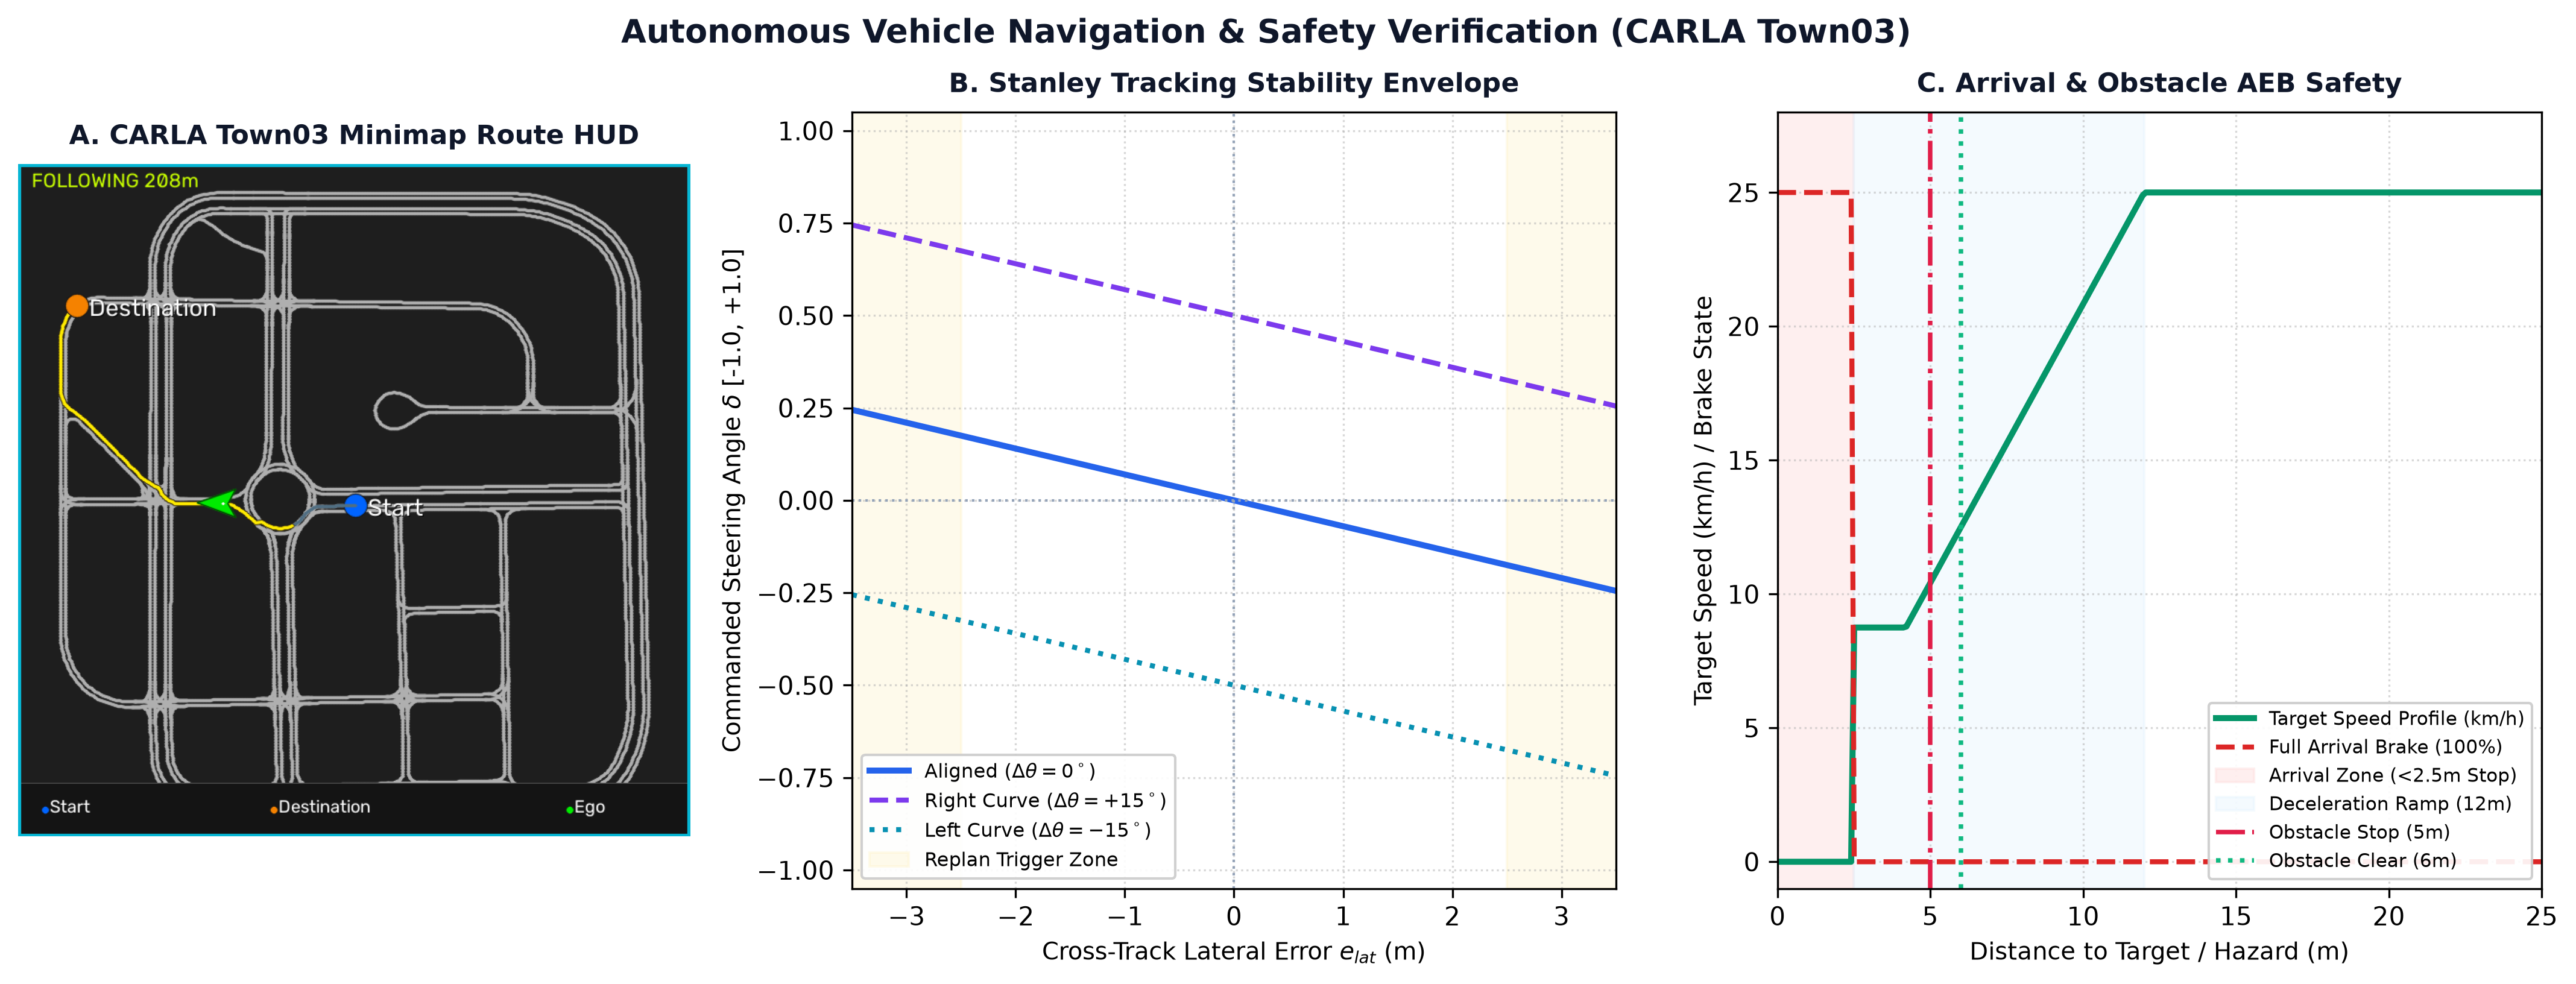 Autonomous Vehicle Navigation & Safety Verification (CARLA Town03)
A. CARLA Town03 Minimap Route HUD
FOLLOWING 208m
Destination
Start
Start
Destination
Ego
B. Stanley Tracking Stability Envelope
Commanded Steering Angle δ [-1.0, +1.0]
1.00
0.75
0.50
0.25
0.00
−0.25
−0.50
−0.75
−1.00
Aligned (Δθ = 0°)
Right Curve (Δθ = +15°)
Left Curve (Δθ = −15°)
Replan Trigger Zone
−3
−2
−1
0
1
2
3
Cross-Track Lateral Error e_lat (m)
C. Arrival & Obstacle AEB Safety
Target Speed (km/h) / Brake State
25
20
15
10
5
0
Target Speed Profile (km/h)
Full Arrival Brake (100%)
Arrival Zone (<2.5m Stop)
Deceleration Ramp (12m)
Obstacle Stop (5m)
Obstacle Clear (6m)
0
5
10
15
20
25
Distance to Target / Hazard (m)